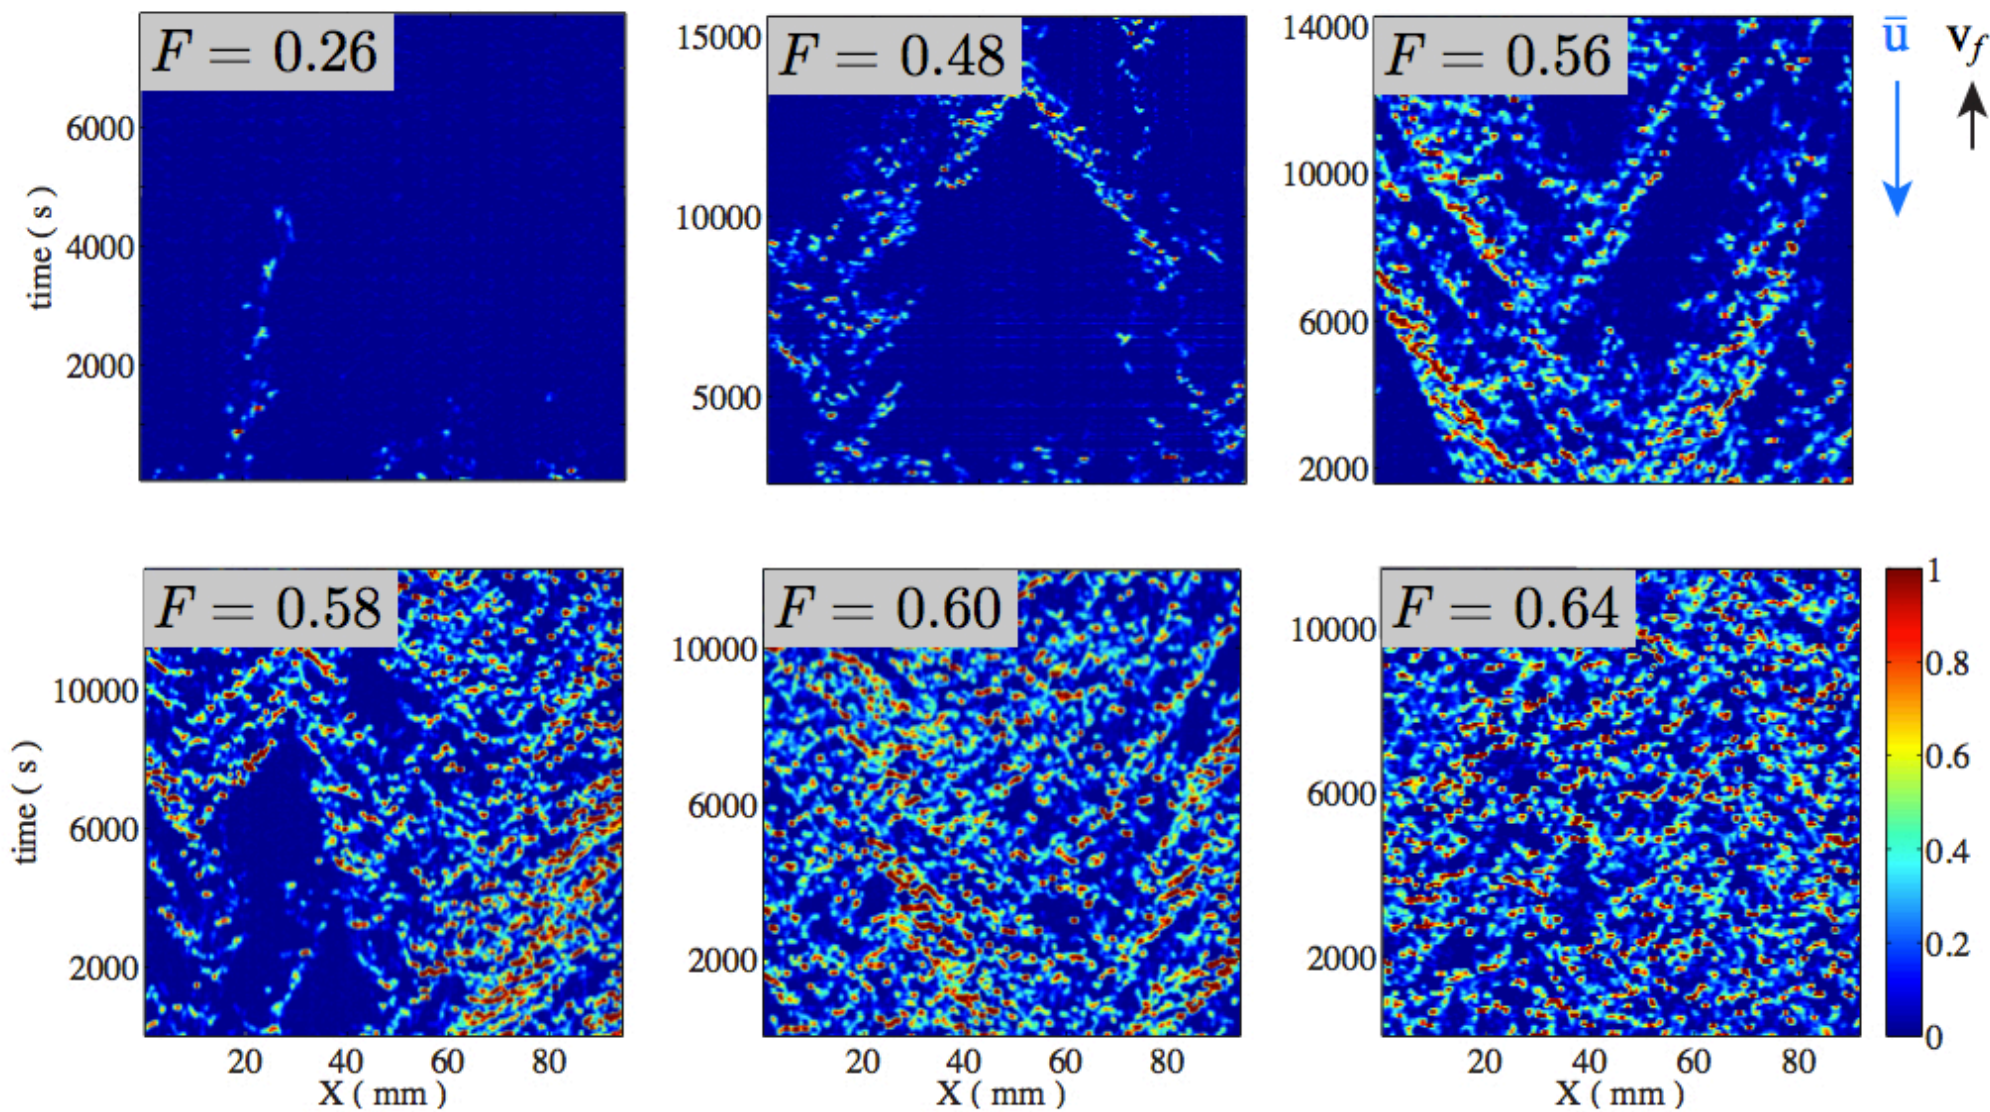 F = 0.26
F = 0.48
F = 0.56
ū v_f
time ( s )
6000
4000
2000
15000
10000
5000
14000
10000
6000
2000
F = 0.58
F = 0.60
F = 0.64
time ( s )
10000
6000
2000
10000
6000
2000
10000
6000
2000
1
0.8
0.6
0.4
0.2
0
20 40 60 80
20 40 60 80
20 40 60 80
X ( mm )
X ( mm )
X ( mm )